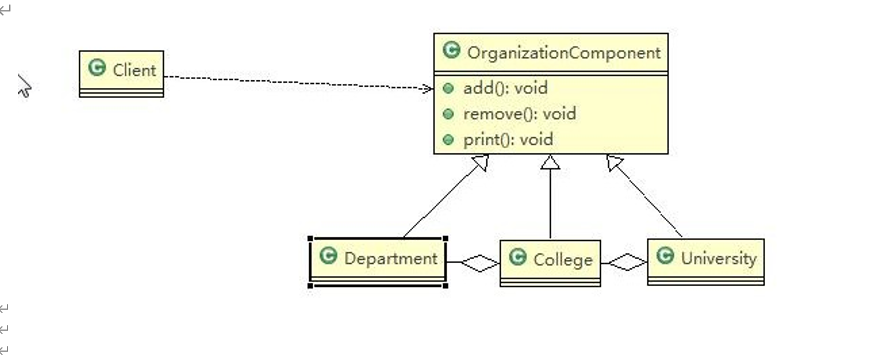 Client
OrganizationComponent
add(): void
remove(): void
print(): void
Department
College
University